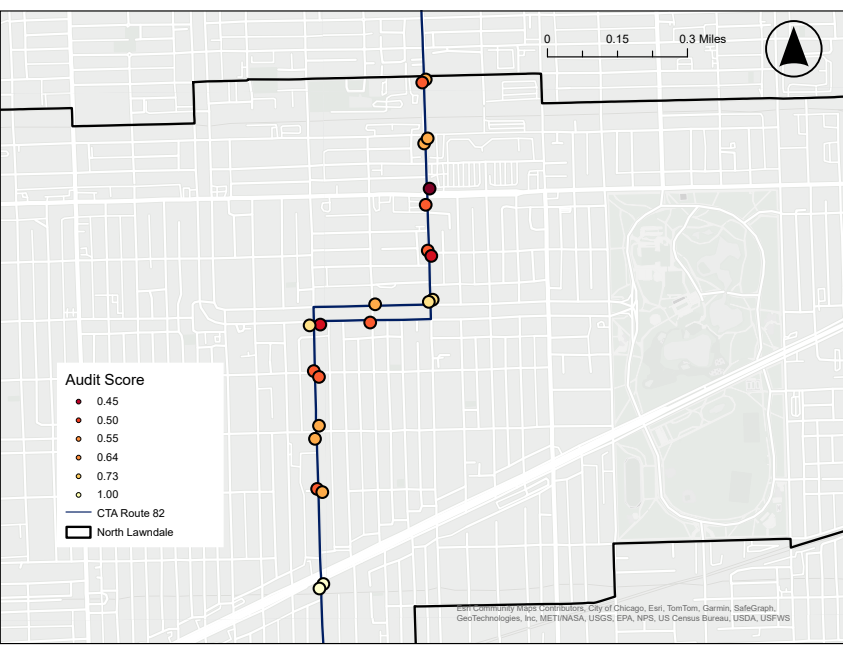 0 0.15 0.3 Miles
Audit Score
0.45
0.50
0.55
0.64
0.73
1.00
CTA Route 82
North Lawndale
Esri Community Maps Contributors, City of Chicago, Esri, TomTom, Garmin, SafeGraph,
GeoTechnologies, Inc, METI/NASA, USGS, EPA, NPS, US Census Bureau, USDA, USFWS